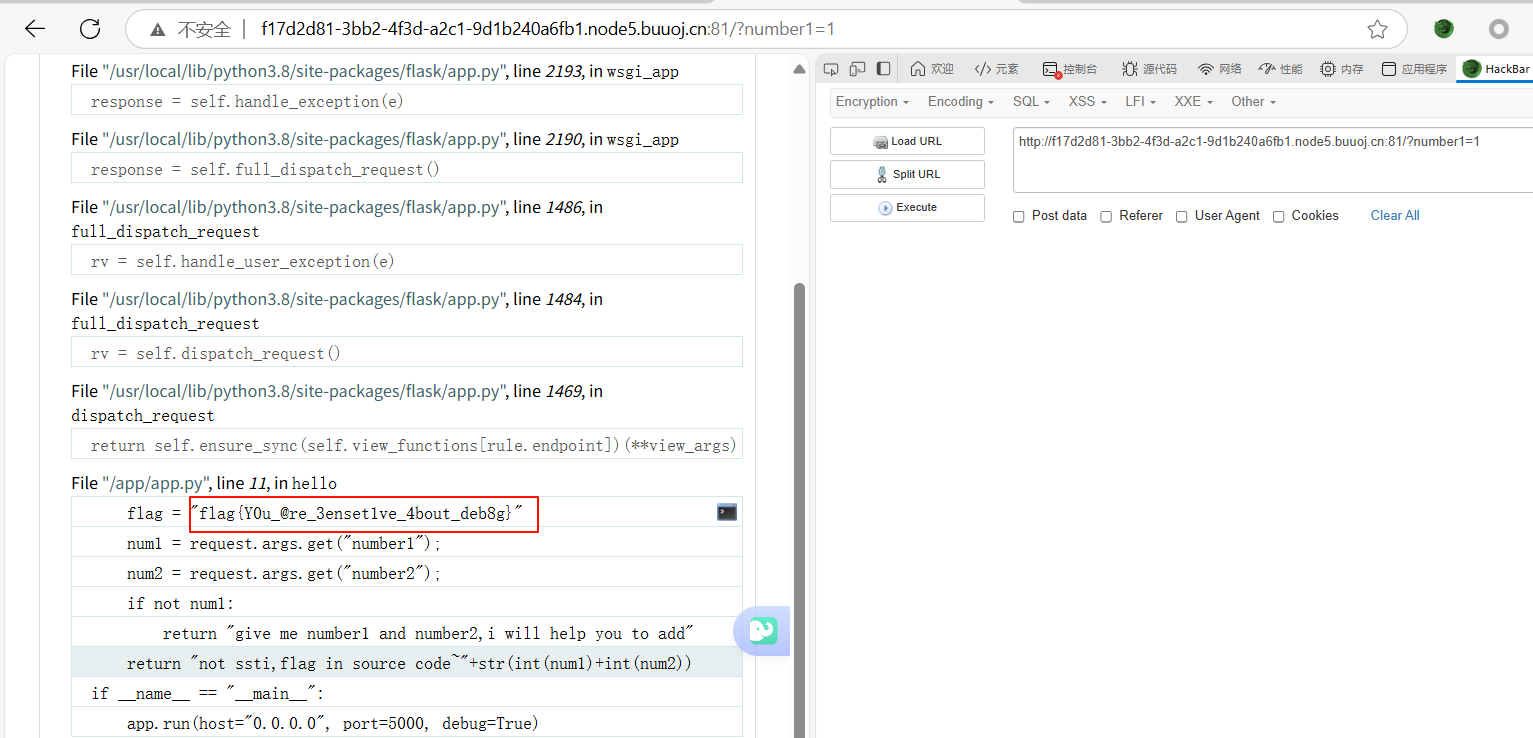 不安全 f17d2d81-3bb2-4f3d-a2c1-9d1b240a6fb1.node5.buuoj.cn:81/?number1=1
File "/usr/local/lib/python3.8/site-packages/flask/app.py", line 2193, in wsgi_app
response = self.handle_exception(e)
File "/usr/local/lib/python3.8/site-packages/flask/app.py", line 2190, in wsgi_app
response = self.full_dispatch_request()
File "/usr/local/lib/python3.8/site-packages/flask/app.py", line 1486, in
full_dispatch_request
rv = self.handle_user_exception(e)
File "/usr/local/lib/python3.8/site-packages/flask/app.py", line 1484, in
full_dispatch_request
rv = self.dispatch_request()
File "/usr/local/lib/python3.8/site-packages/flask/app.py", line 1469, in
dispatch_request
return self.ensure_sync(self.view_functions[rule.endpoint])(**view_args)
File "/app/app.py", line 11, in hello
flag = "flag{Y0u_@re_3enset1ve_4bout_deb8g}"
num1 = request.args.get("number1");
num2 = request.args.get("number2");
if not num1:
return "give me number1 and number2,i will help you to add"
return "not ssti,flag in source code~"+str(int(num1)+int(num2))
if __name__ == "__main__":
app.run(host="0.0.0.0", port=5000, debug=True)
欢迎 元素 控制台 源代码 网络 性能 内存 应用程序 HackBar
Encryption Encoding SQL XSS LFI XXE Other
Load URL
Split URL
Execute
http://f17d2d81-3bb2-4f3d-a2c1-9d1b240a6fb1.node5.buuoj.cn:81/?number1=1
Post data Referer User Agent Cookies Clear All